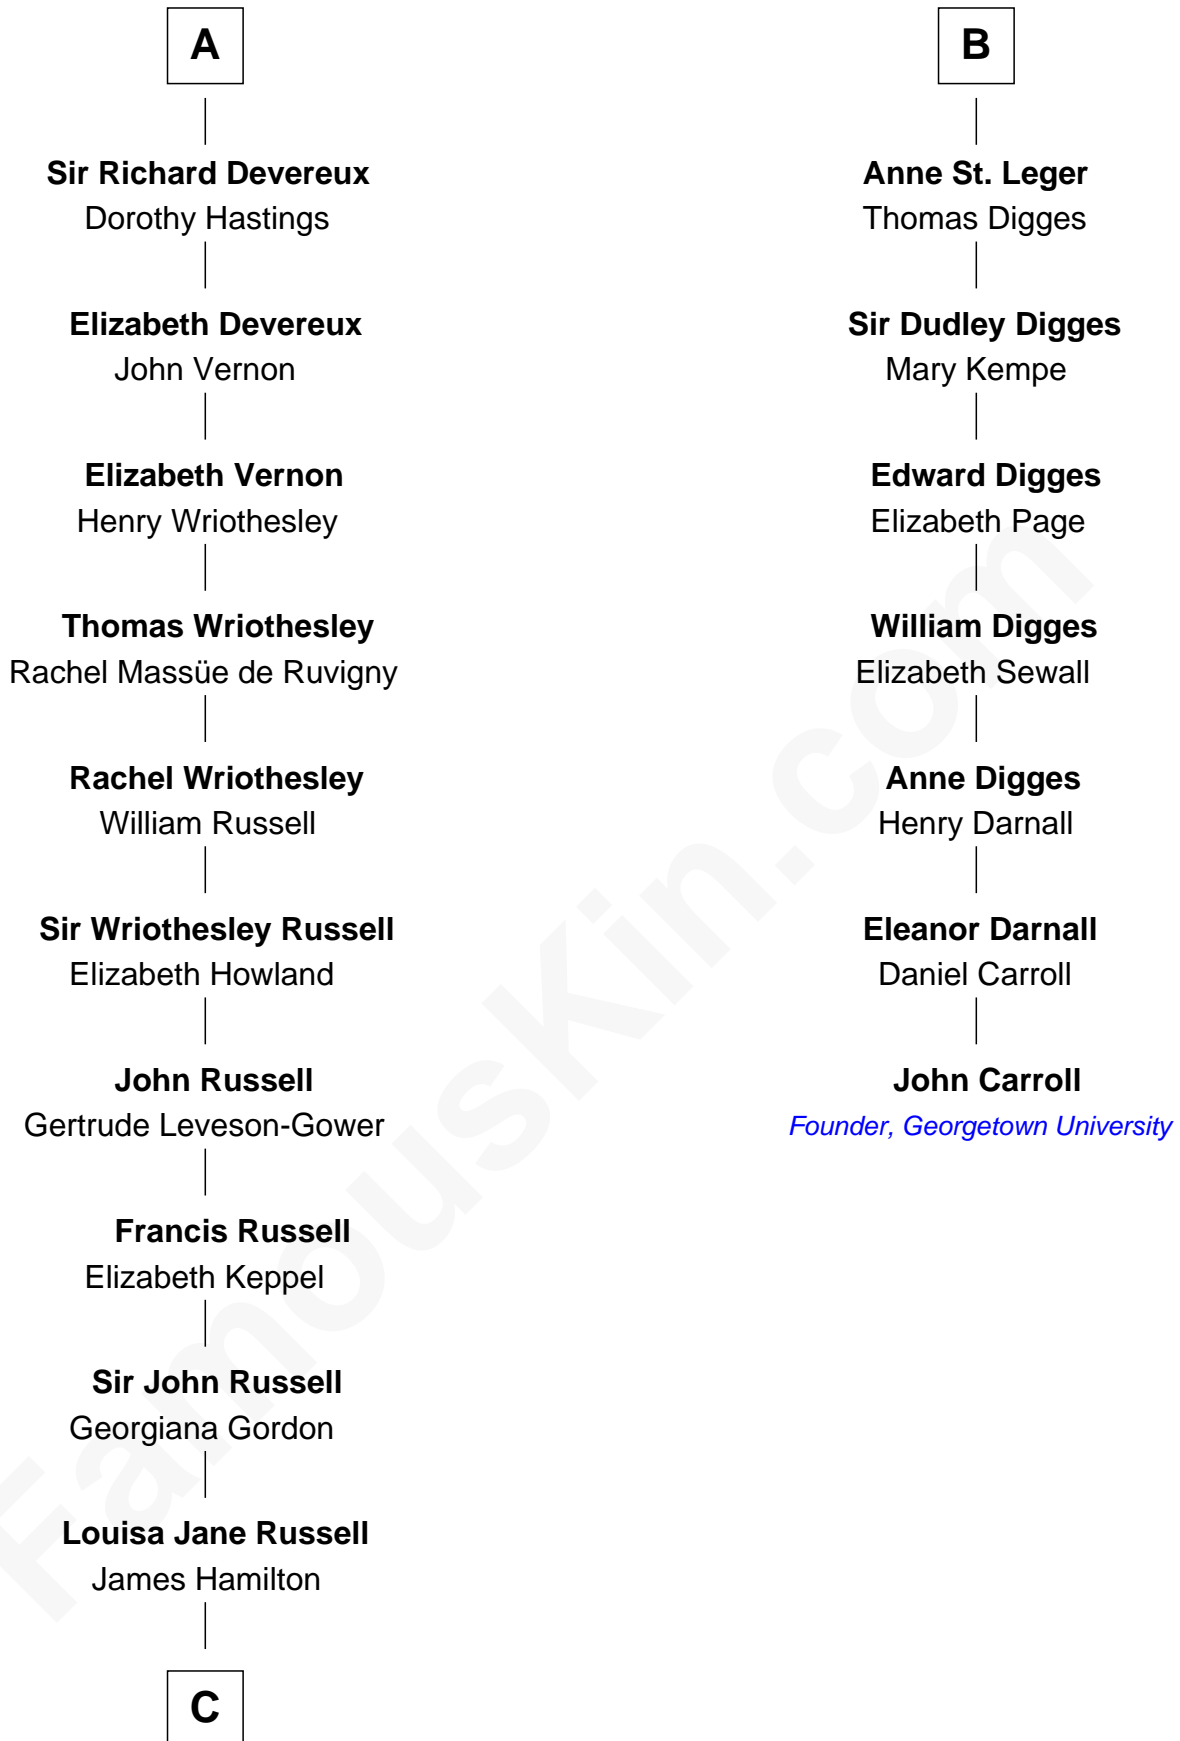 A
Sir Richard Devereux
Dorothy Hastings
Elizabeth Devereux
John Vernon
Elizabeth Vernon
Henry Wriothesley
Thomas Wriothesley
Rachel Massüe de Ruvigny
Rachel Wriothesley
William Russell
Sir Wriothesley Russell
Elizabeth Howland
John Russell
Gertrude Leveson-Gower
Francis Russell
Elizabeth Keppel
Sir John Russell
Georgiana Gordon
Louisa Jane Russell
James Hamilton
C
B
Anne St. Leger
Thomas Digges
Sir Dudley Digges
Mary Kempe
Edward Digges
Elizabeth Page
William Digges
Elizabeth Sewall
Anne Digges
Henry Darnall
Eleanor Darnall
Daniel Carroll
John Carroll
Founder, Georgetown University
FamousKin.com